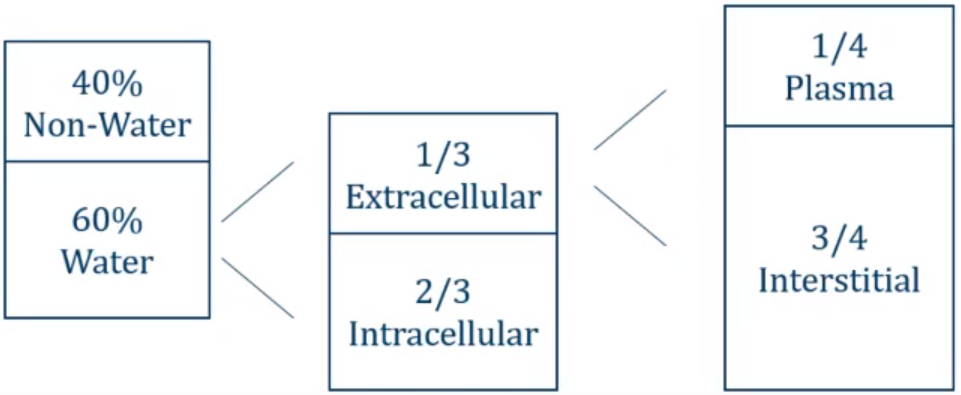 40%
Non-Water
60%
Water
1/3
Extracellular
2/3
Intracellular
1/4
Plasma
3/4
Interstitial